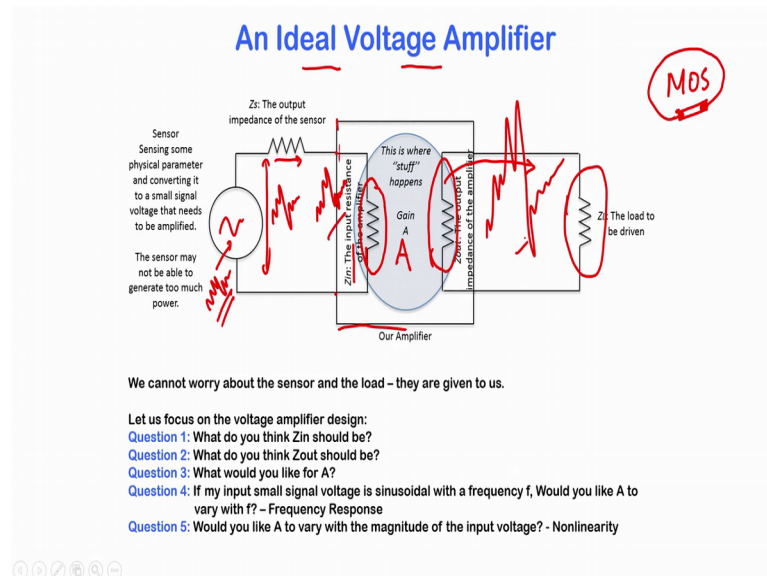 An Ideal Voltage Amplifier
MOS
Zs: The output
impedance of the sensor
Sensor
Sensing some
physical parameter
and converting it
to a small signal
voltage that needs
to be amplified.
The sensor may
not be able to
generate too much
power.
Zin: The input resistance
of the amplifier
This is where
"stuff"
happens
Gain
A
A
Zout: The output
impedance of the amplifier
The load to
be driven
Our Amplifier
We cannot worry about the sensor and the load – they are given to us.
Let us focus on the voltage amplifier design:
Question 1: What do you think Zin should be?
Question 2: What do you think Zout should be?
Question 3: What would you like for A?
Question 4: If my input small signal voltage is sinusoidal with a frequency f, Would you like A to
vary with f? – Frequency Response
Question 5: Would you like A to vary with the magnitude of the input voltage? - Nonlinearity